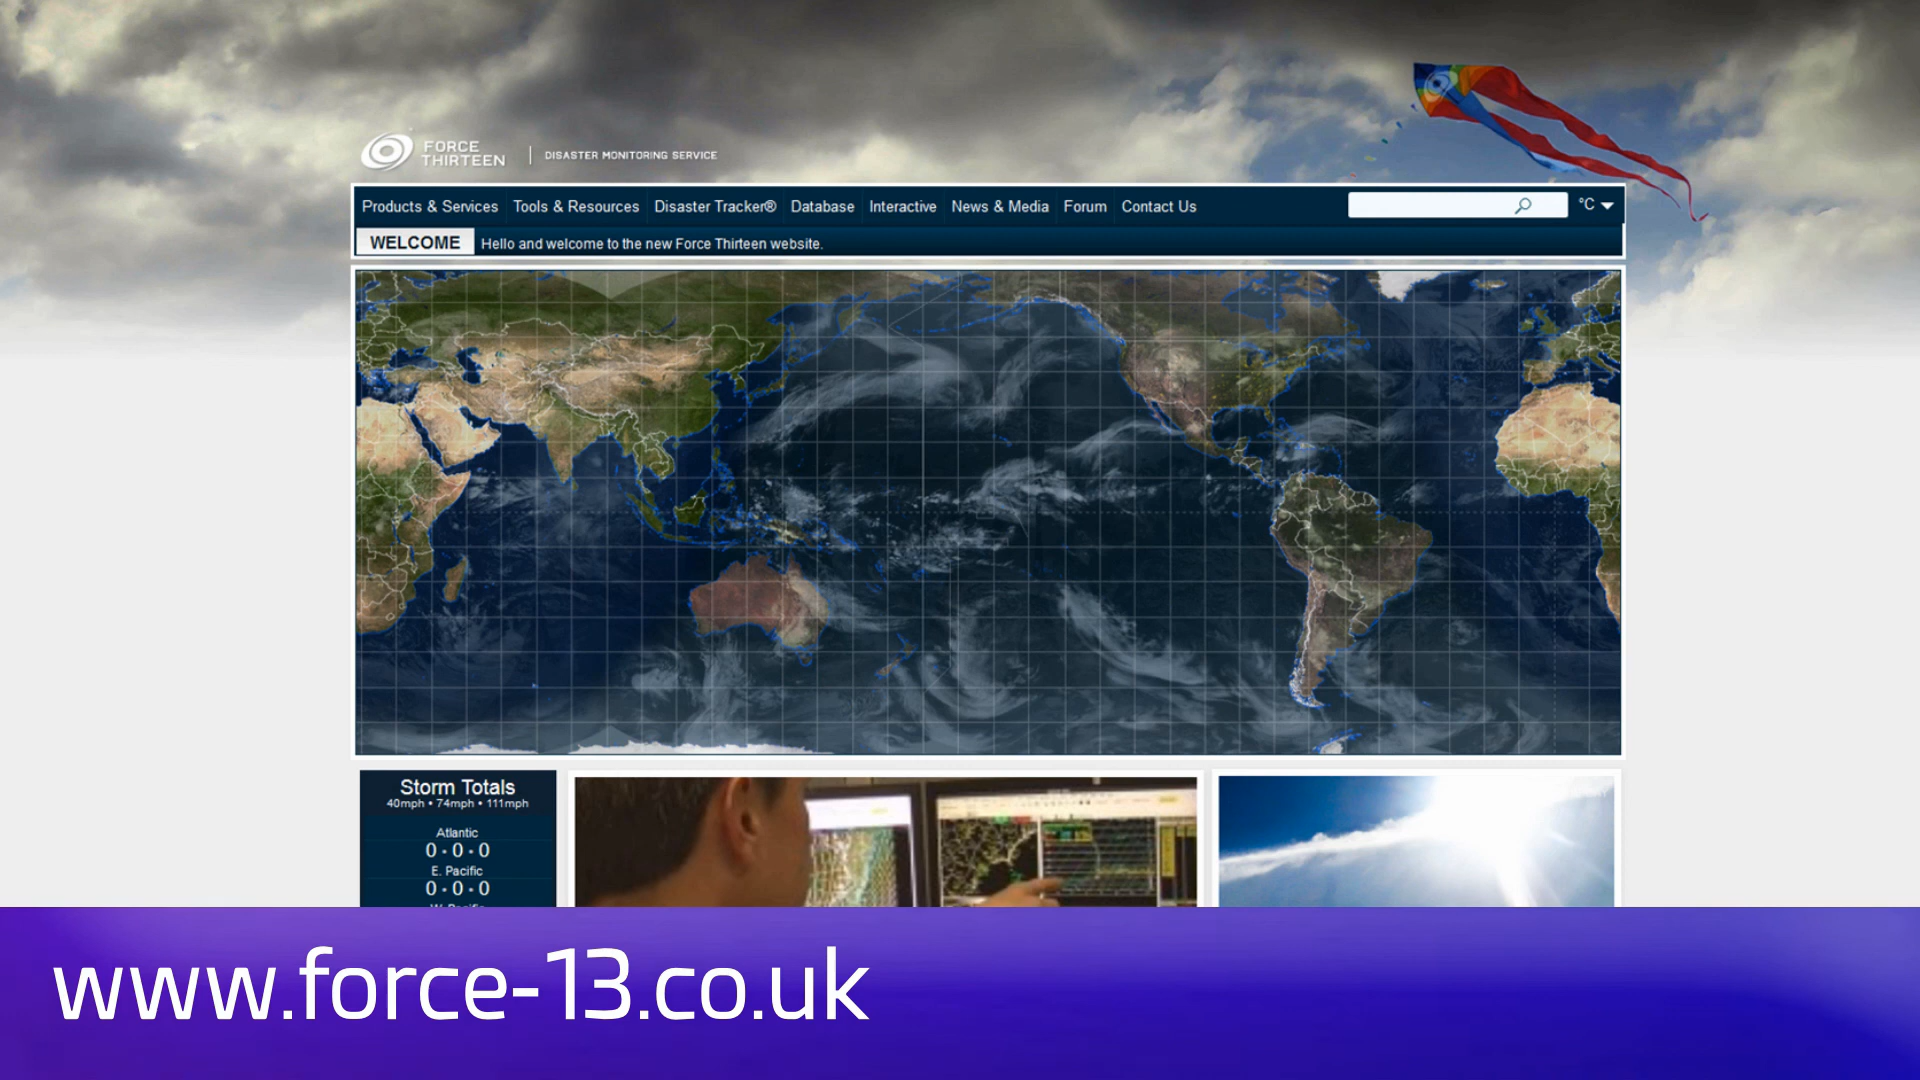 FORCE
THIRTEEN
DISASTER MONITORING SERVICE
Products & Services Tools & Resources Disaster Tracker® Database Interactive News & Media Forum Contact Us °C
WELCOME Hello and welcome to the new Force Thirteen website.
Storm Totals
40mph • 74mph • 111mph
Atlantic
0 - 0 - 0
E. Pacific
0 - 0 - 0
W. Pacific
www.force-13.co.uk